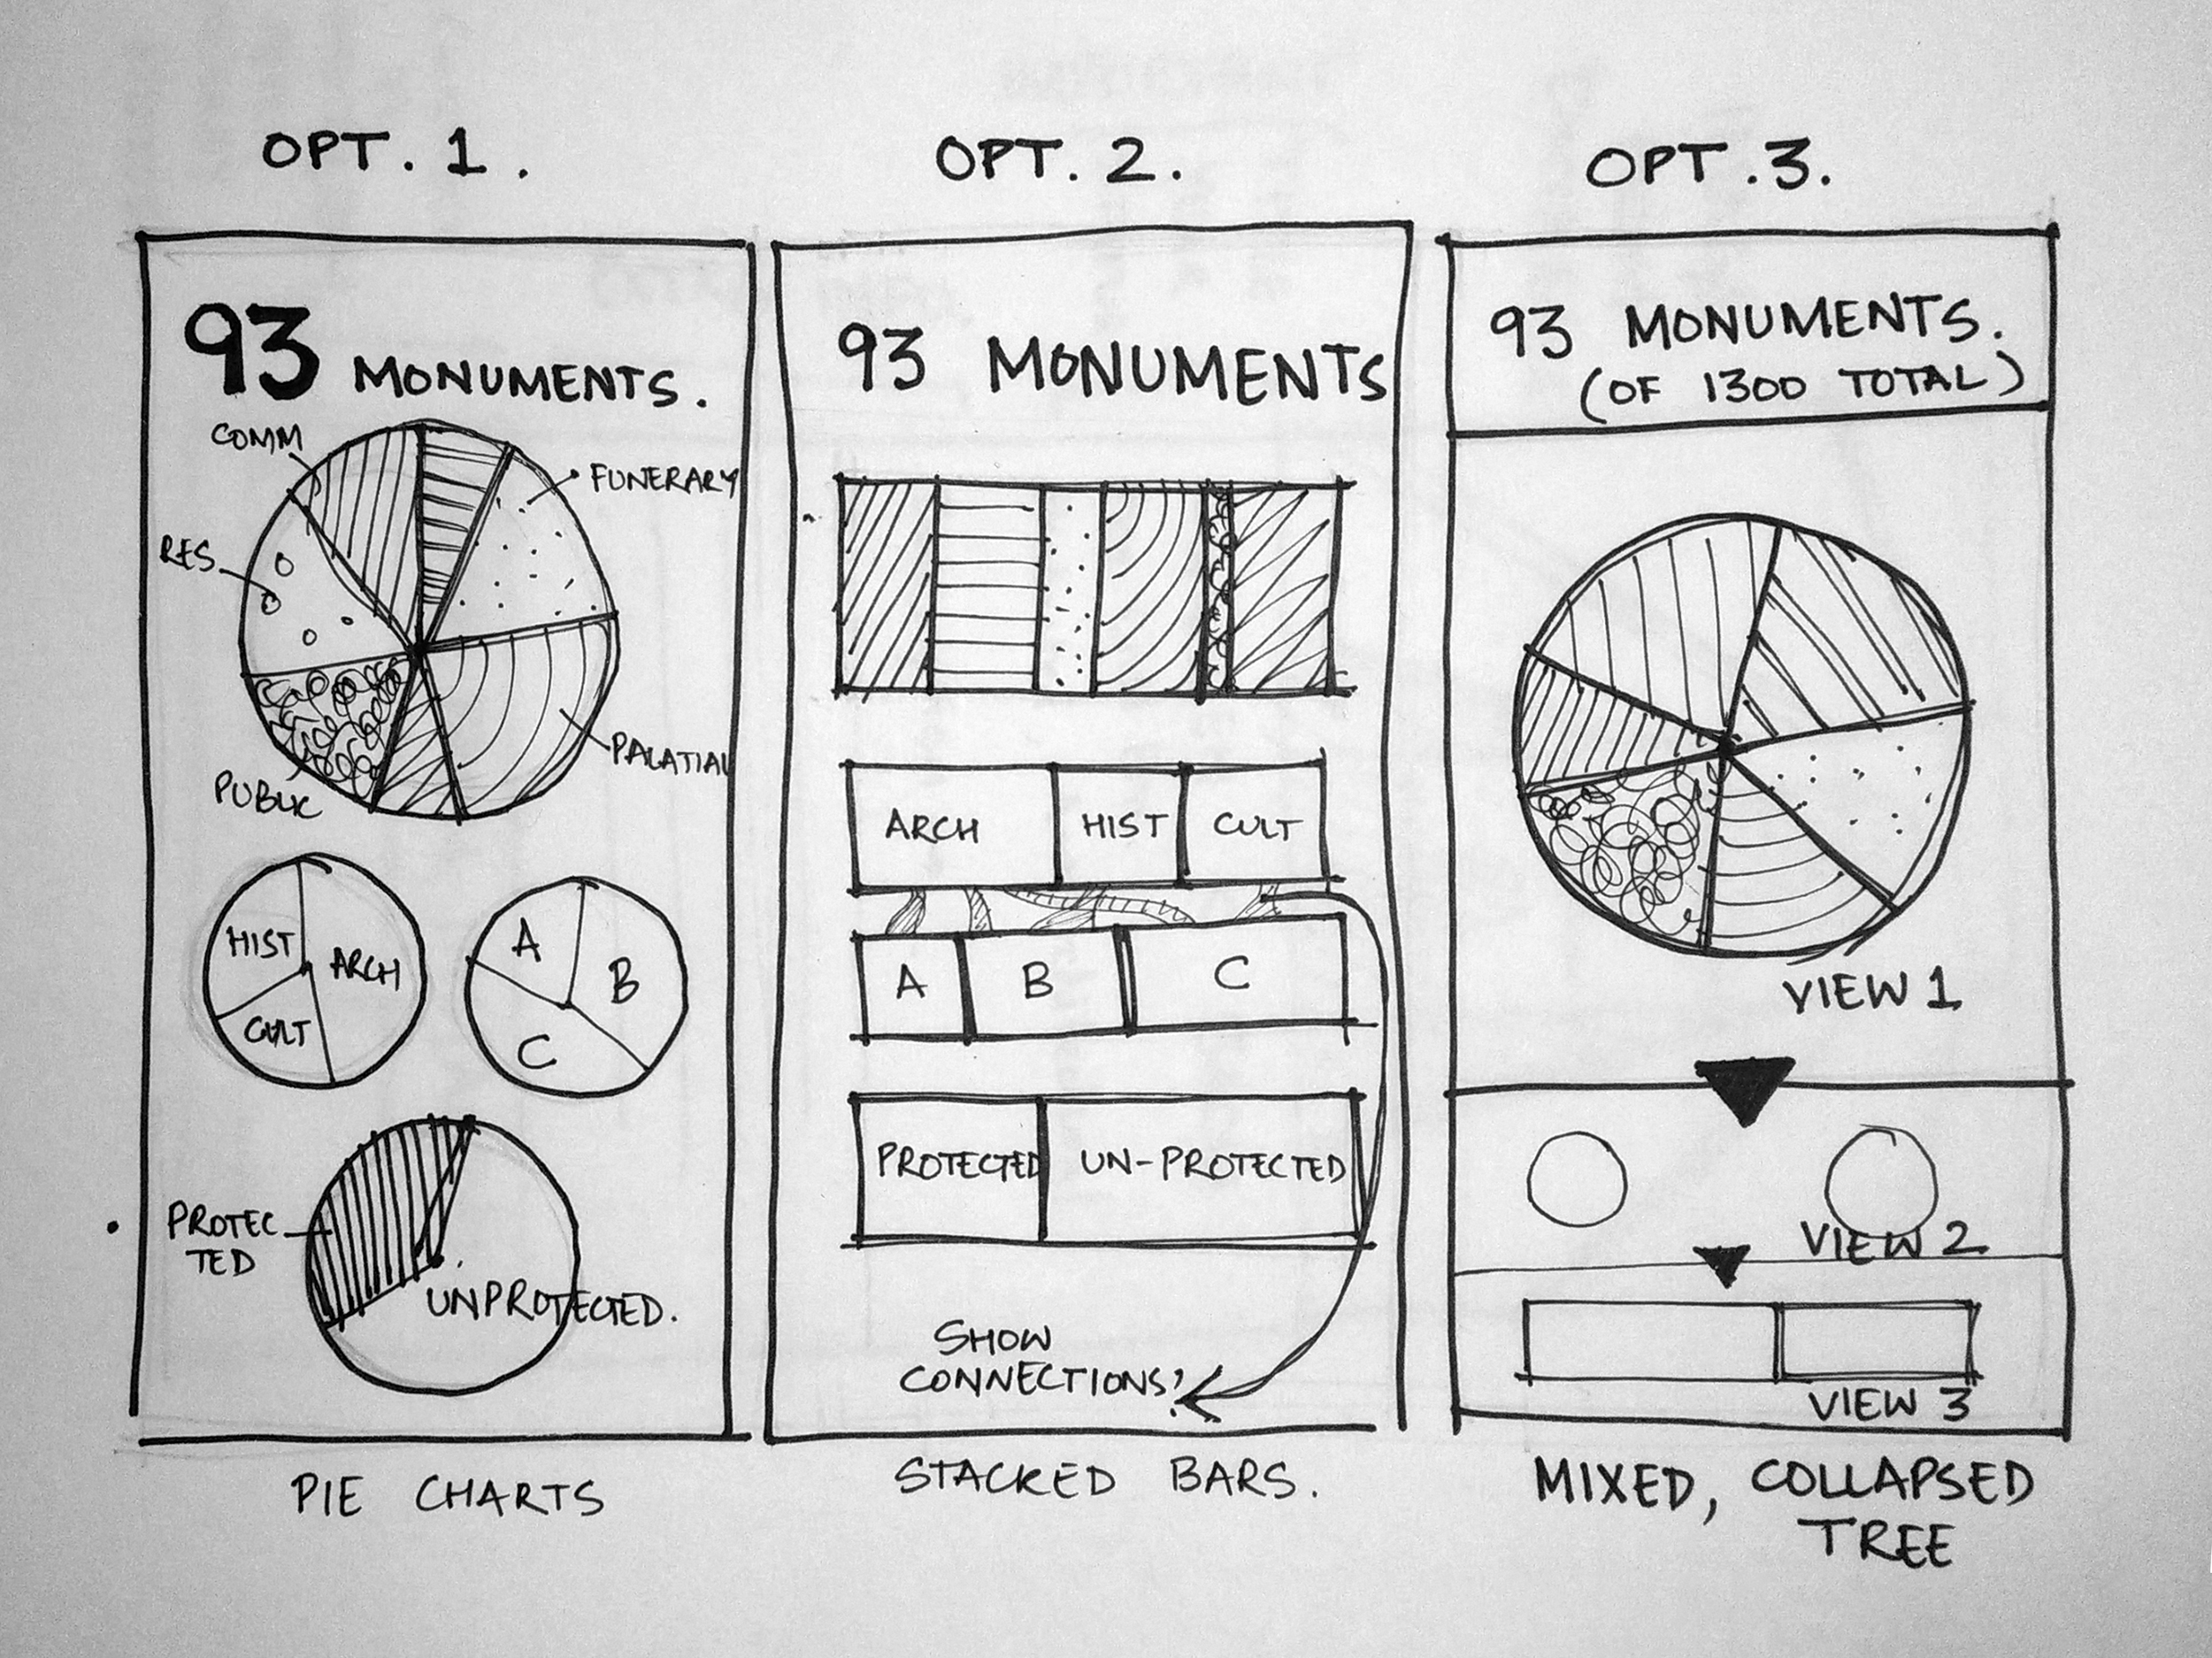 OPT. 1.
93 MONUMENTS.
COMM
FUNERARY
RES
PALATIAL
PUBLIC
HIST
ARCH
CULT
A
B
C
PROTEC
TED
UNPROTECTED.
PIE CHARTS
OPT. 2.
93 MONUMENTS
ARCH HIST CULT
A B C
PROTECTED UN-PROTECTED
SHOW
CONNECTIONS?
STACKED BARS.
OPT. 3.
93 MONUMENTS.
(OF 1300 TOTAL)
VIEW 1
VIEW 2
VIEW 3
MIXED, COLLAPSED
TREE